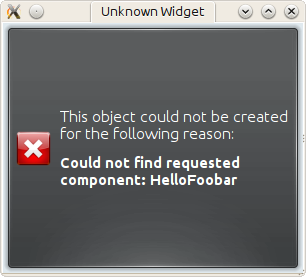 Unknown Widget
This object could not be created
for the following reason:
Could not find requested
component: HelloFoobar